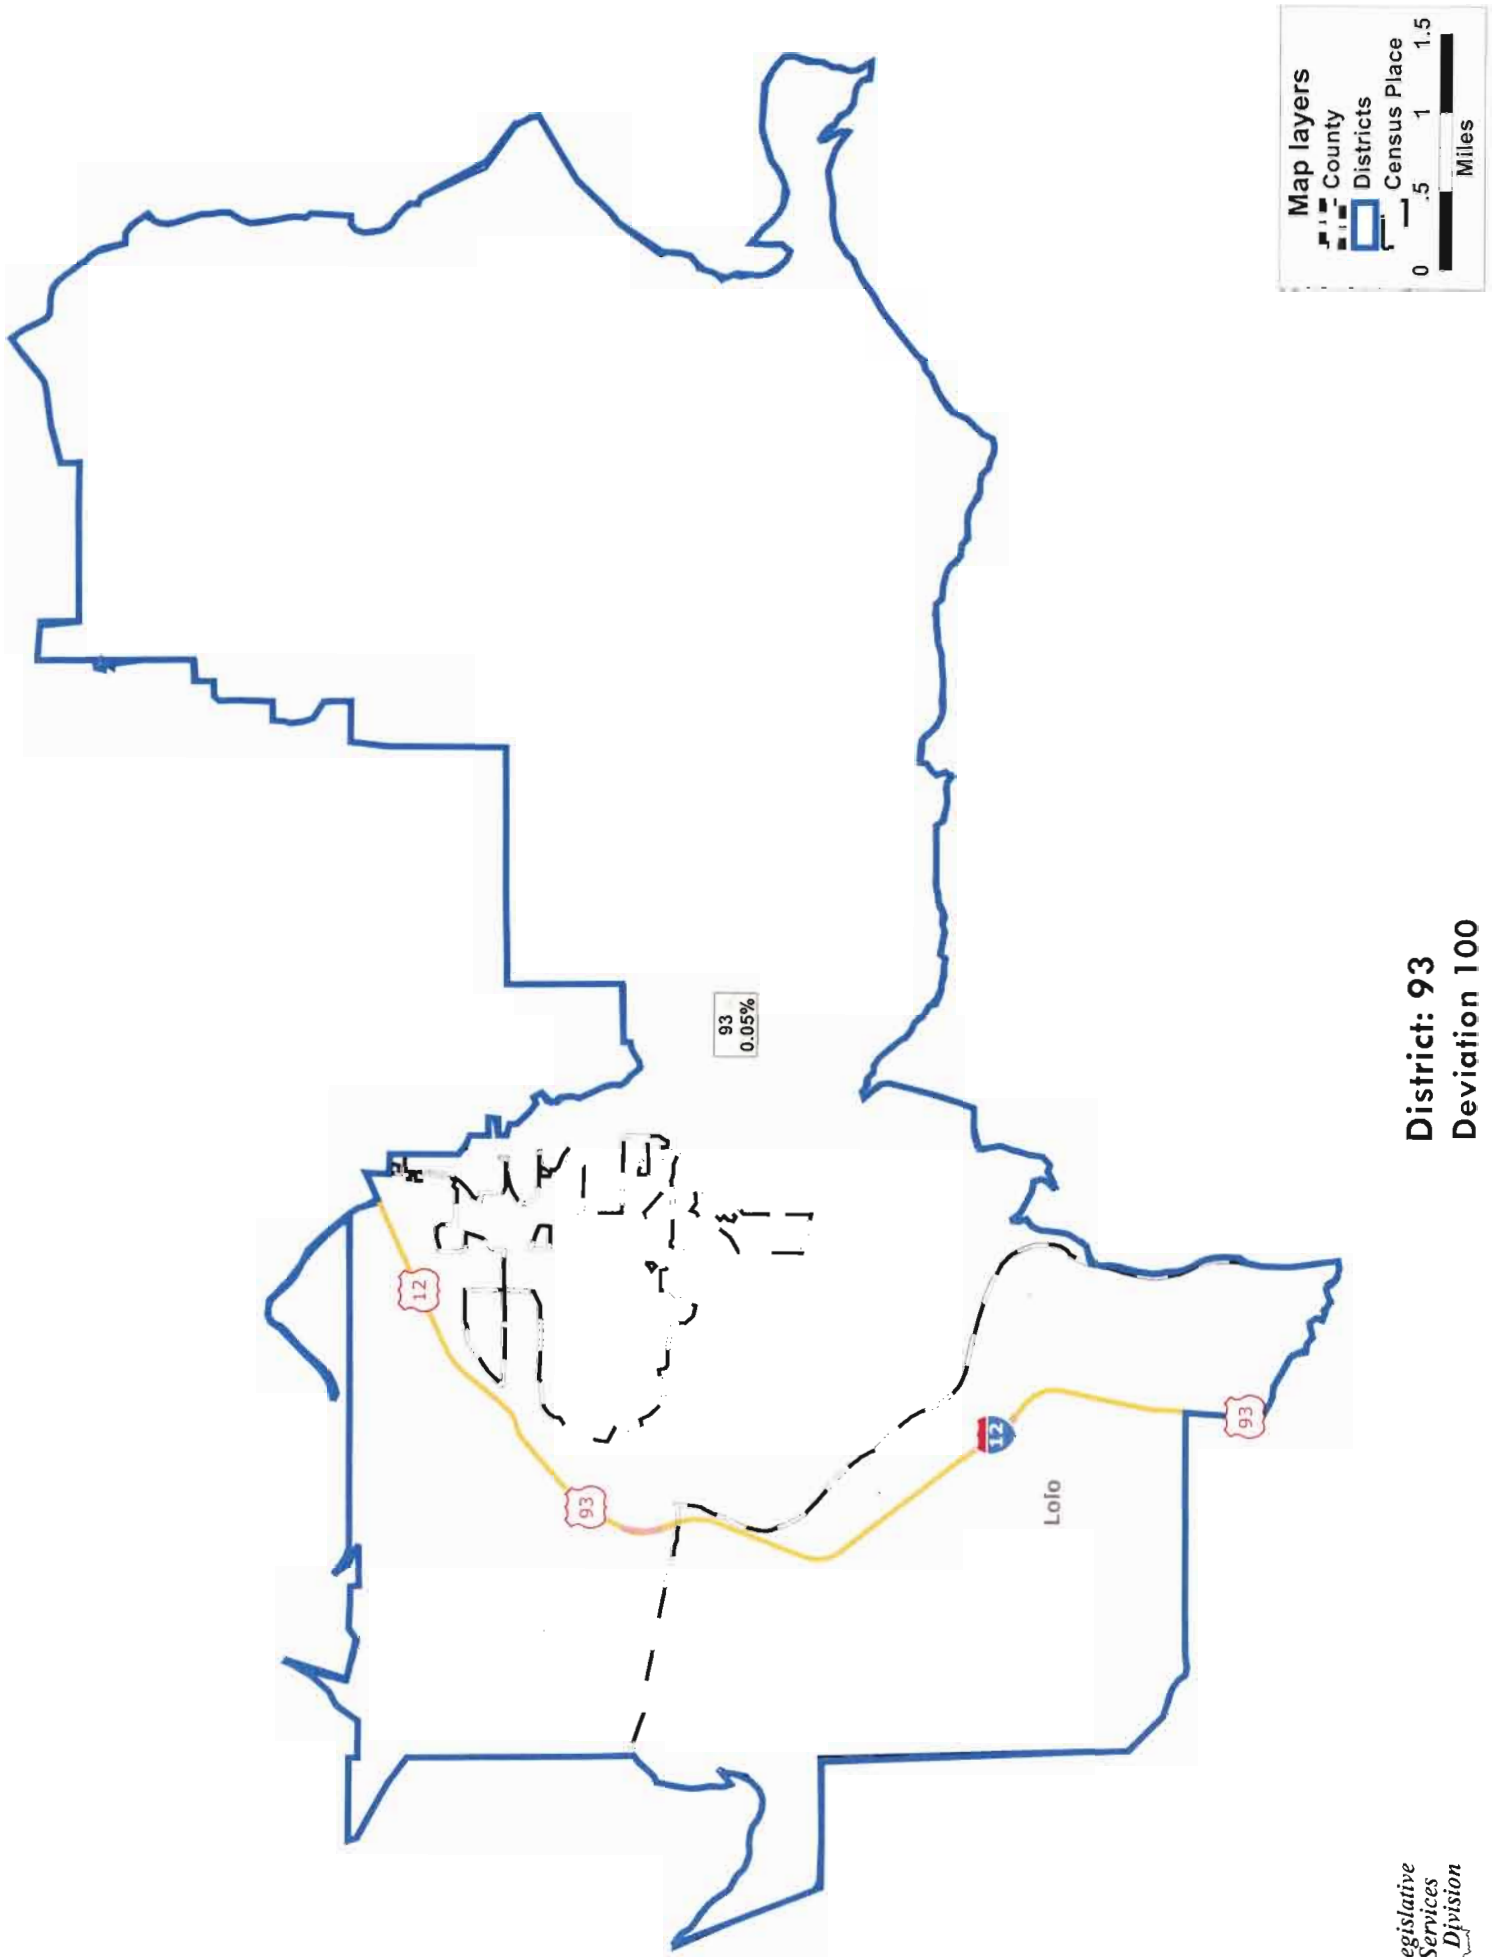 12
93
93
0.05%
12
Lolo
93
District: 93
Deviation 100
Map layers
County
Districts
Census Place
0 .5 1 1.5
Miles
egislative
Services
Division